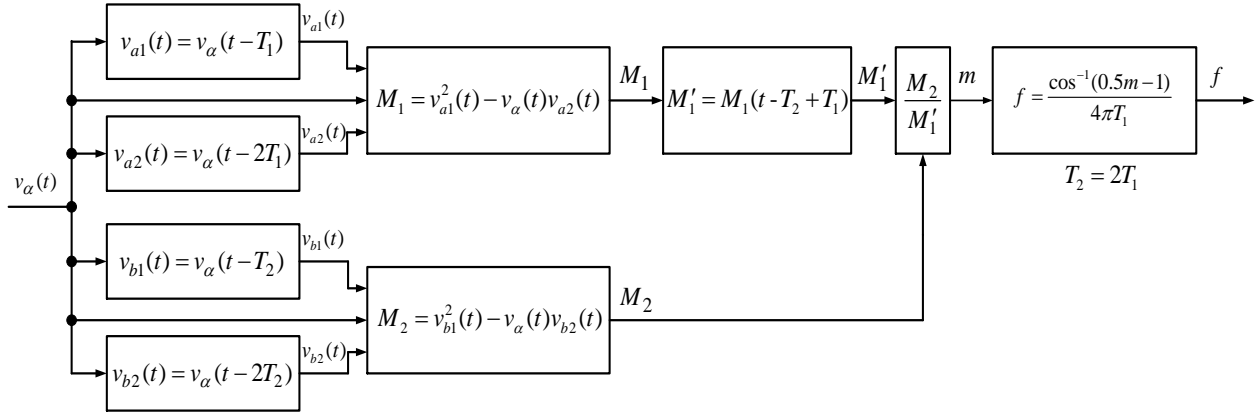 v_α(t)
v_{a1}(t) = v_α(t − T_1)
v_{a1}(t)
v_{a2}(t) = v_α(t − 2T_1)
v_{a2}(t)
M_1 = v_{a1}^2(t) − v_α(t)v_{a2}(t)
M_1
M_1′ = M_1(t - T_2 + T_1)
M_1′
M_2
M_1′
m
f = cos^{-1}(0.5m − 1)
4πT_1
f
T_2 = 2T_1
v_{b1}(t) = v_α(t − T_2)
v_{b1}(t)
v_{b2}(t) = v_α(t − 2T_2)
v_{b2}(t)
M_2 = v_{b1}^2(t) − v_α(t)v_{b2}(t)
M_2